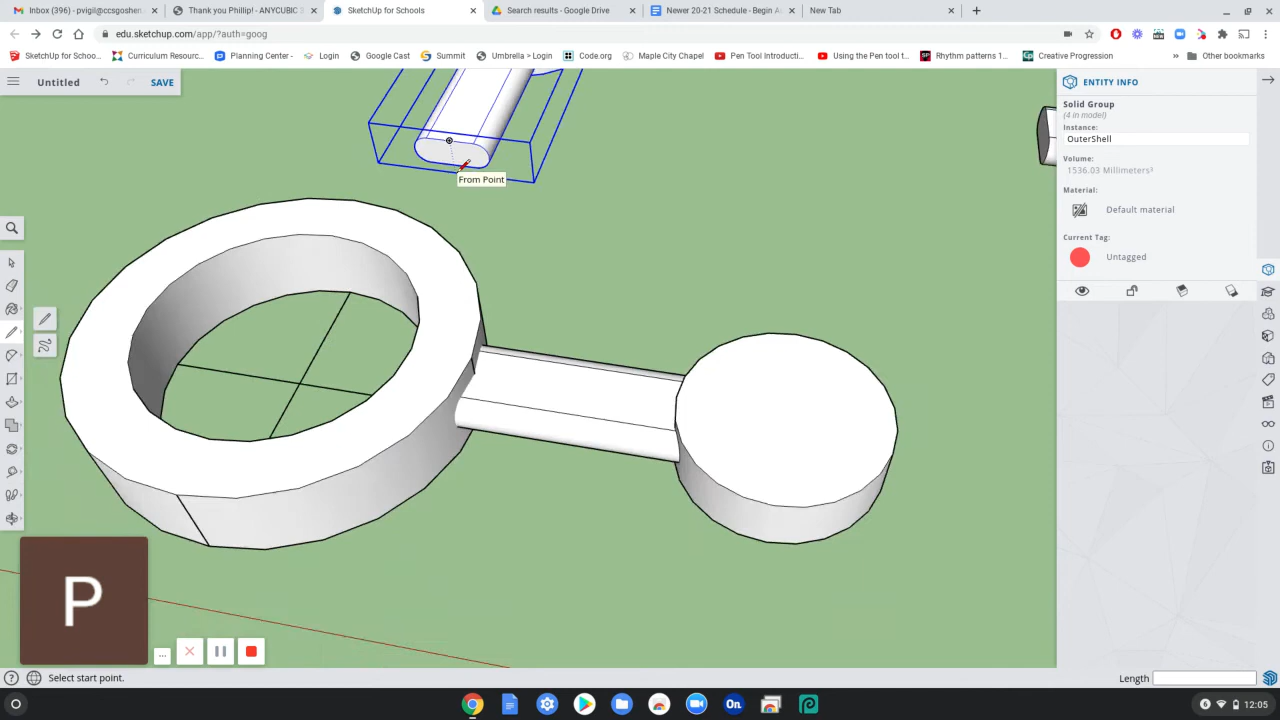 Inbox (396) - pvigil@ccsgoshen
Thank you Phillip! - ANYCUBIC 3
SketchUp for Schools
Search results - Google Drive
Newer 20-21 Schedule - Begin A
New Tab
edu.sketchup.com/app/?auth=goog
SketchUp for School...
Curriculum Resourc...
Planning Center -
Login
Google Cast
Summit
Umbrella > Login
Code.org
Maple City Chapel
Pen Tool Introducti...
Using the Pen tool t...
Rhythm patterns 1...
Creative Progression
»
Other bookmarks
Untitled
SAVE
ENTITY INFO
Solid Group
(4 in model)
Instance:
OuterShell
Volume:
1536.03 Millimeters³
Material:
Default material
Current Tag:
Untagged
From Point
P
...
Select start point.
Length
On
6
12:05